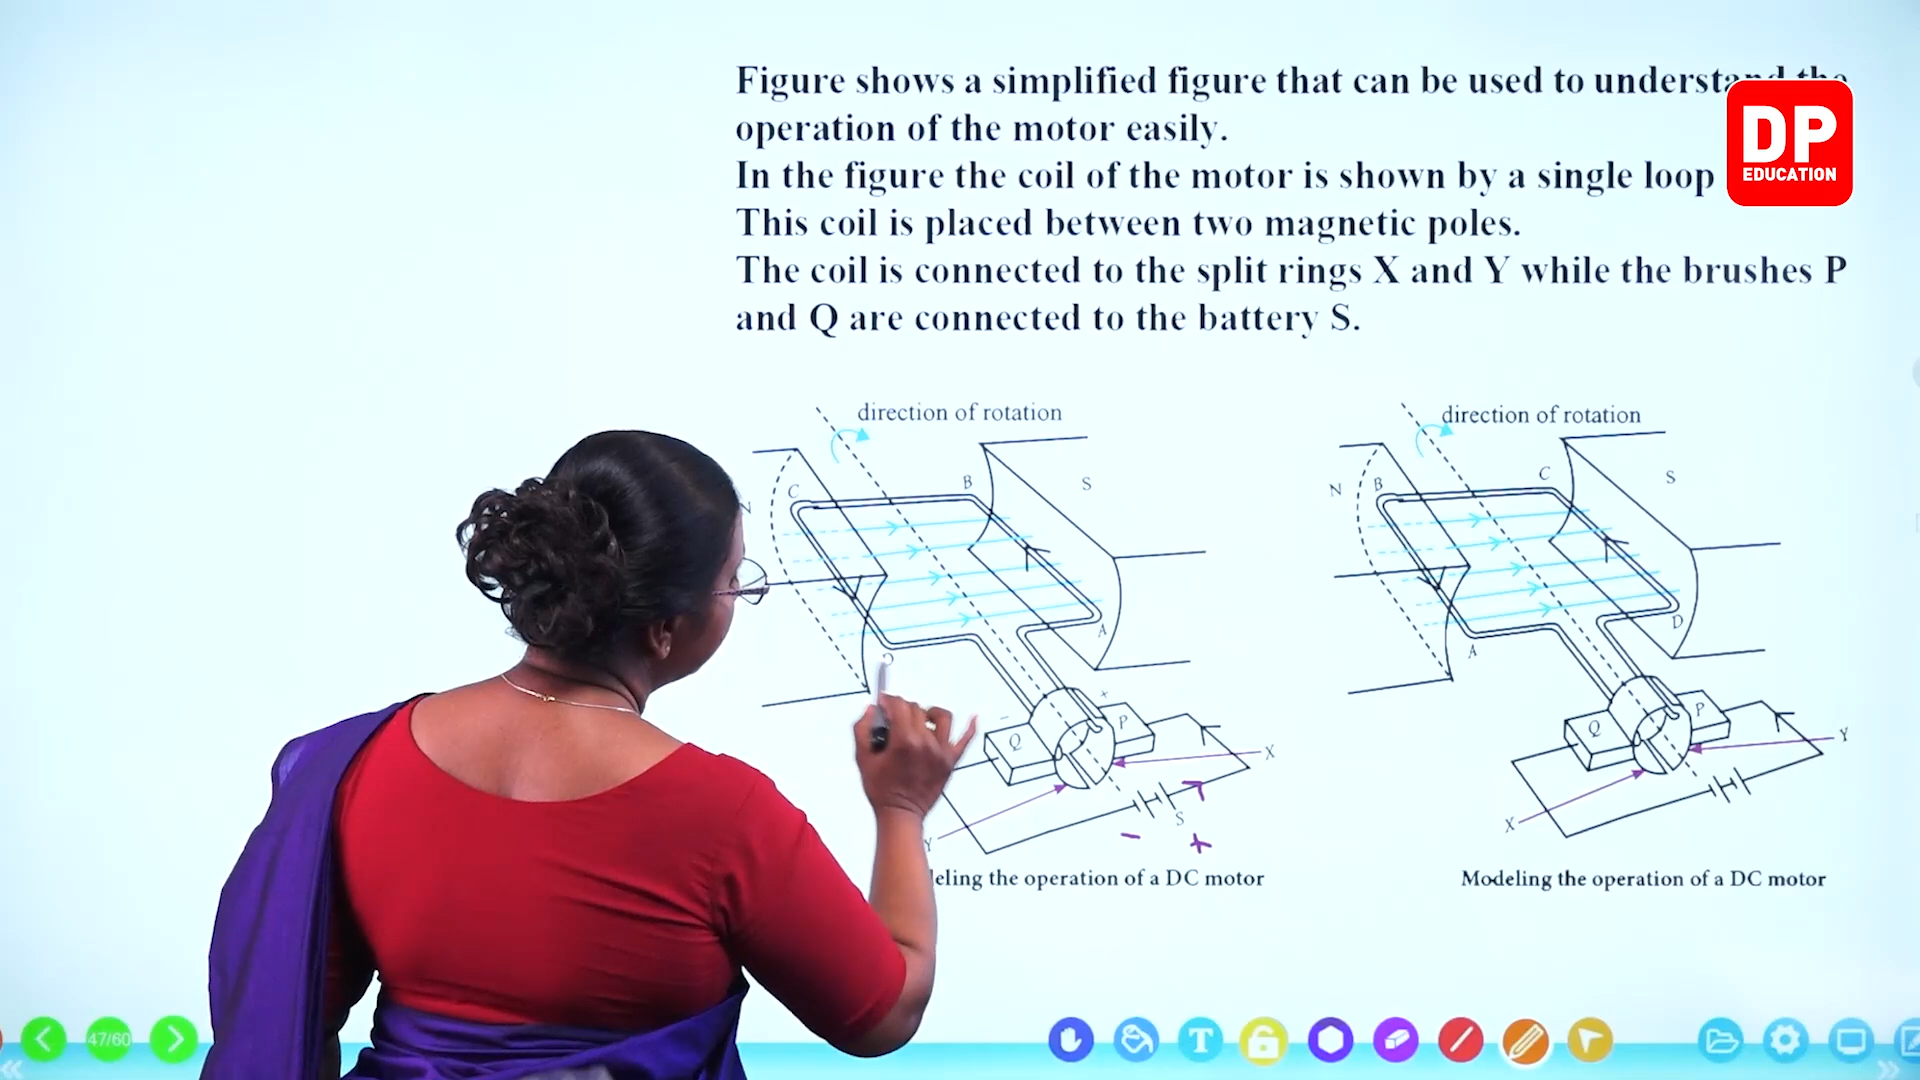 Figure shows a simplified figure that can be used to understand the
operation of the motor easily.
In the figure the coil of the motor is shown by a single loop
This coil is placed between two magnetic poles.
The coil is connected to the split rings X and Y while the brushes P
and Q are connected to the battery S.
DP
EDUCATION
direction of rotation
C
B
S
N
A
+
-
Q
P
X
Y
S
-
+
direction of rotation
N
B
C
S
A
D
Q
P
Y
X
eling the operation of a DC motor
Modeling the operation of a DC motor
47/60
T